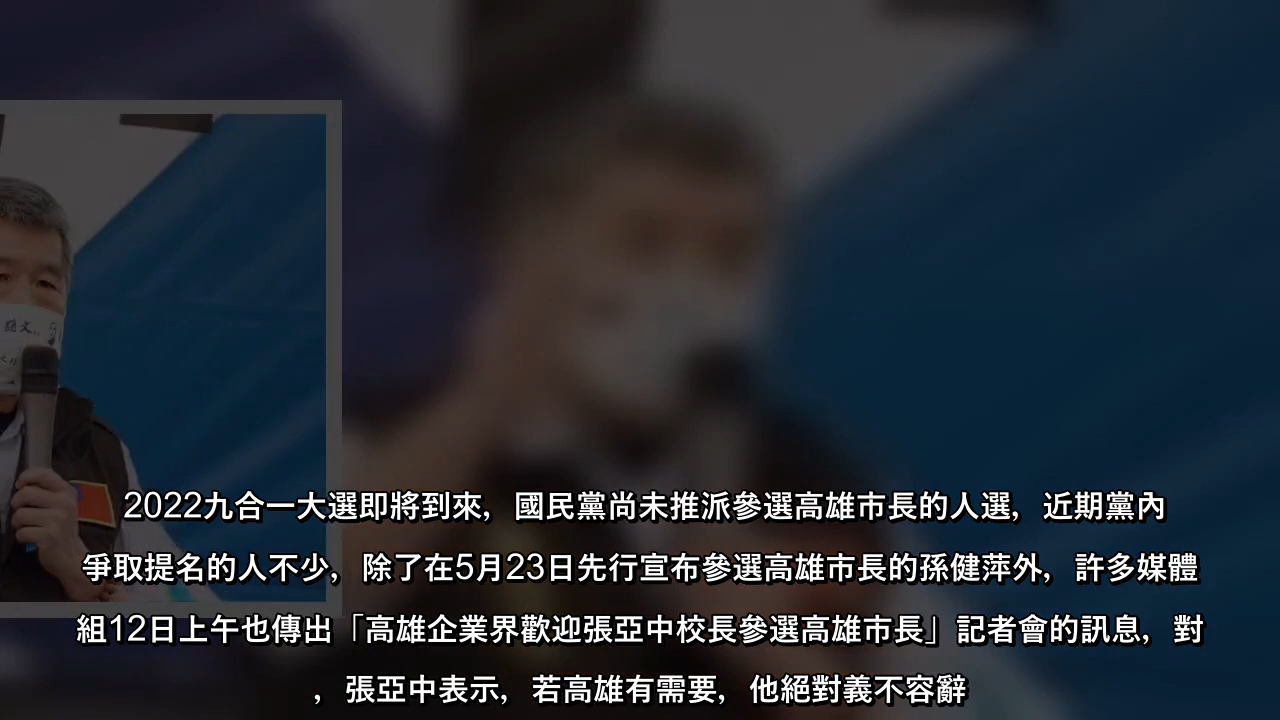 2022九合一大選即將到來，國民黨尚未推派參選高雄市長的人選，近期黨內
爭取提名的人不少，除了在5月23日先行宣布參選高雄市長的孫健萍外，許多媒體
組12日上午也傳出「高雄企業界歡迎張亞中校長參選高雄市長」記者會的訊息，對
，張亞中表示，若高雄有需要，他絕對義不容辭